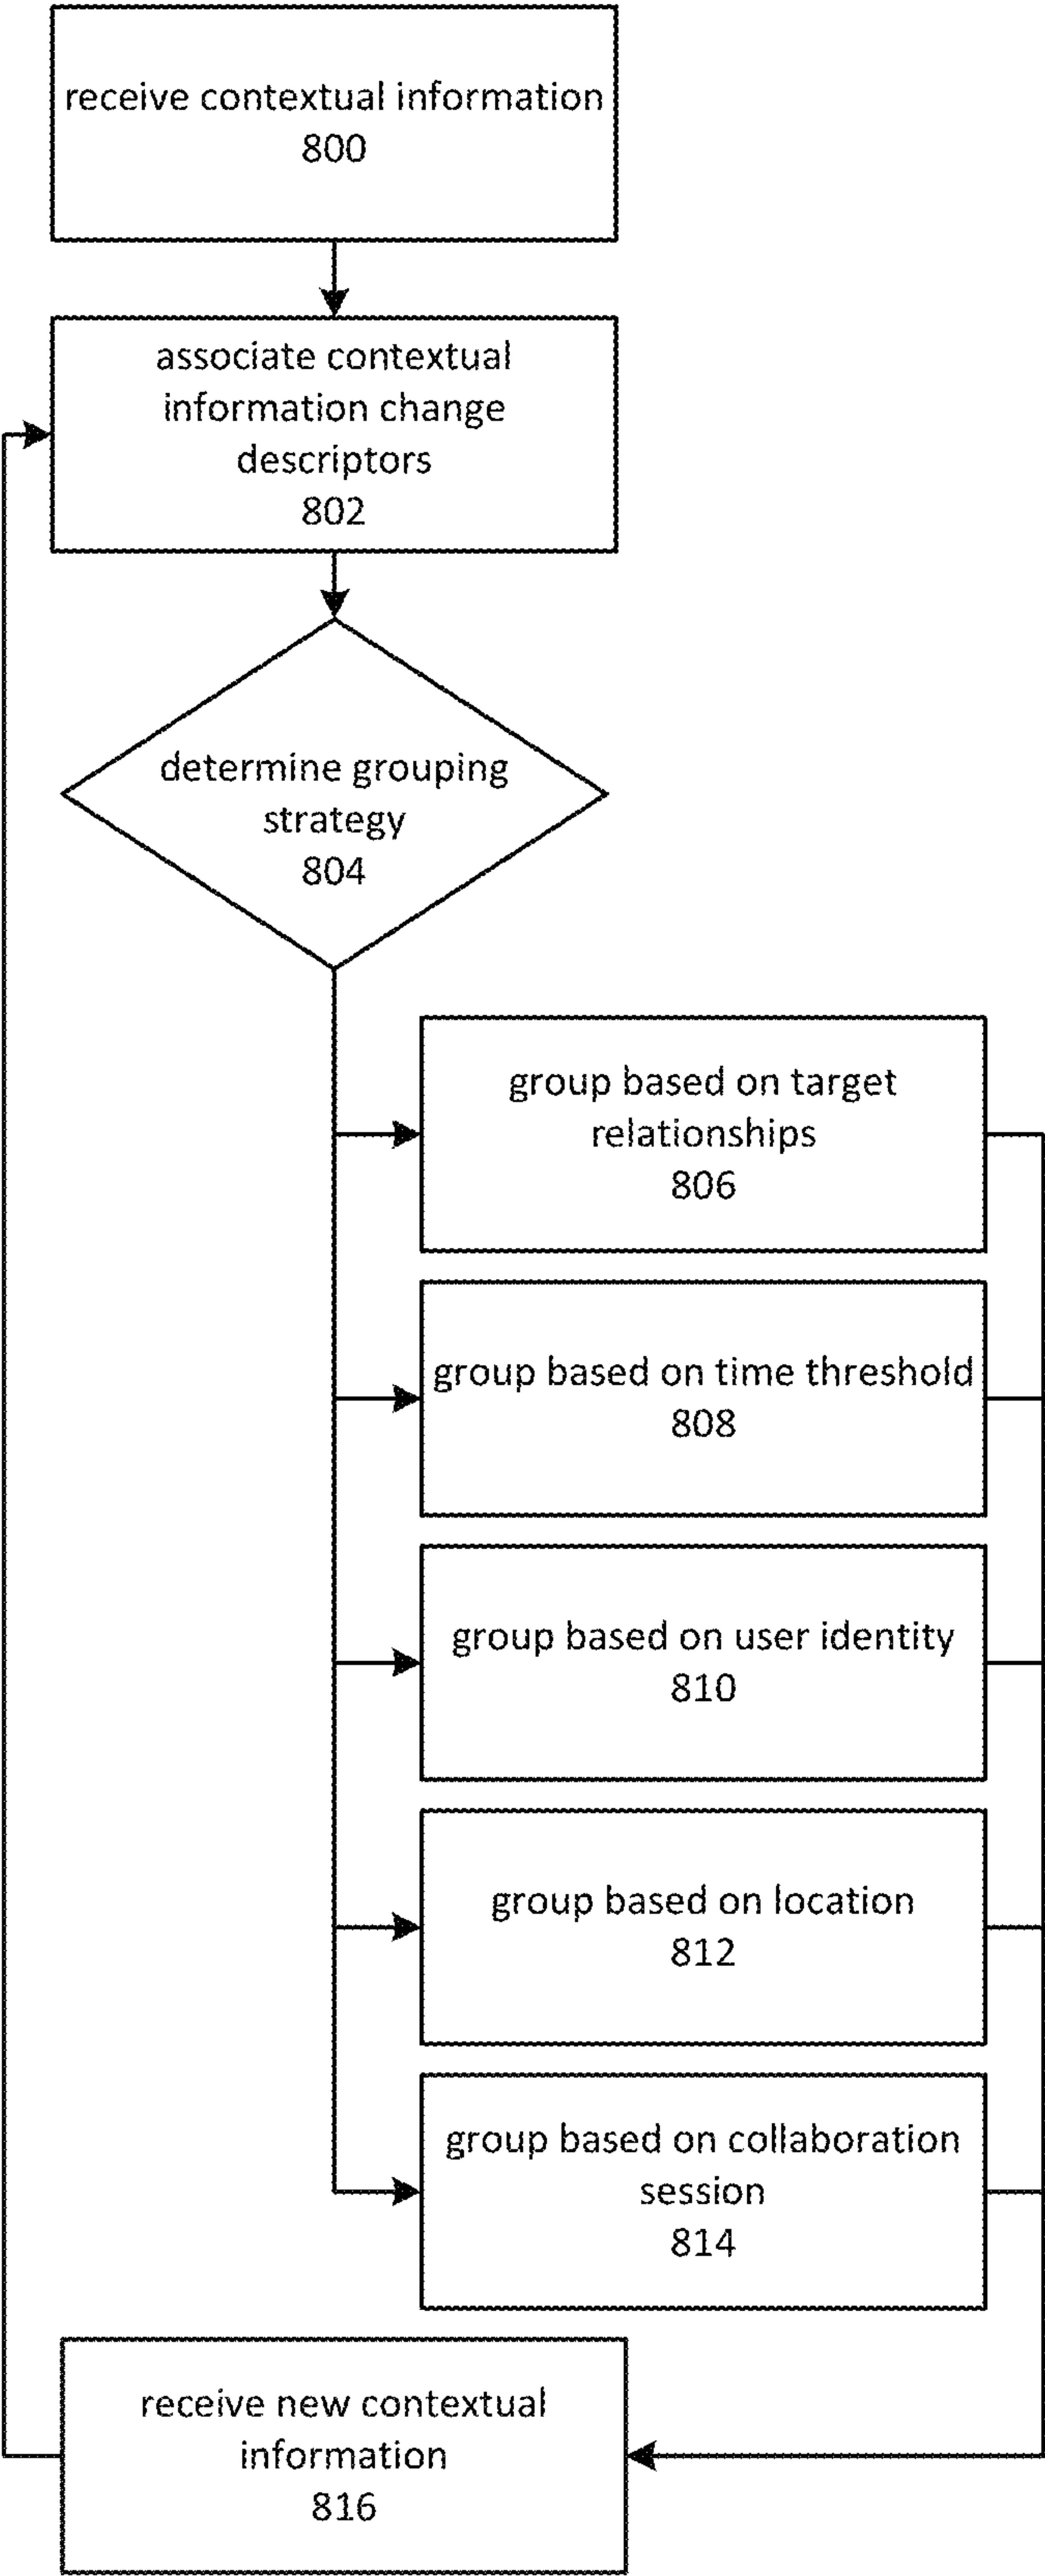 receive contextual information
800
associate contextual
information change
descriptors
802
determine grouping
strategy
804
group based on target
relationships
806
group based on time threshold
808
group based on user identity
810
group based on location
812
group based on collaboration
session
814
receive new contextual
information
816